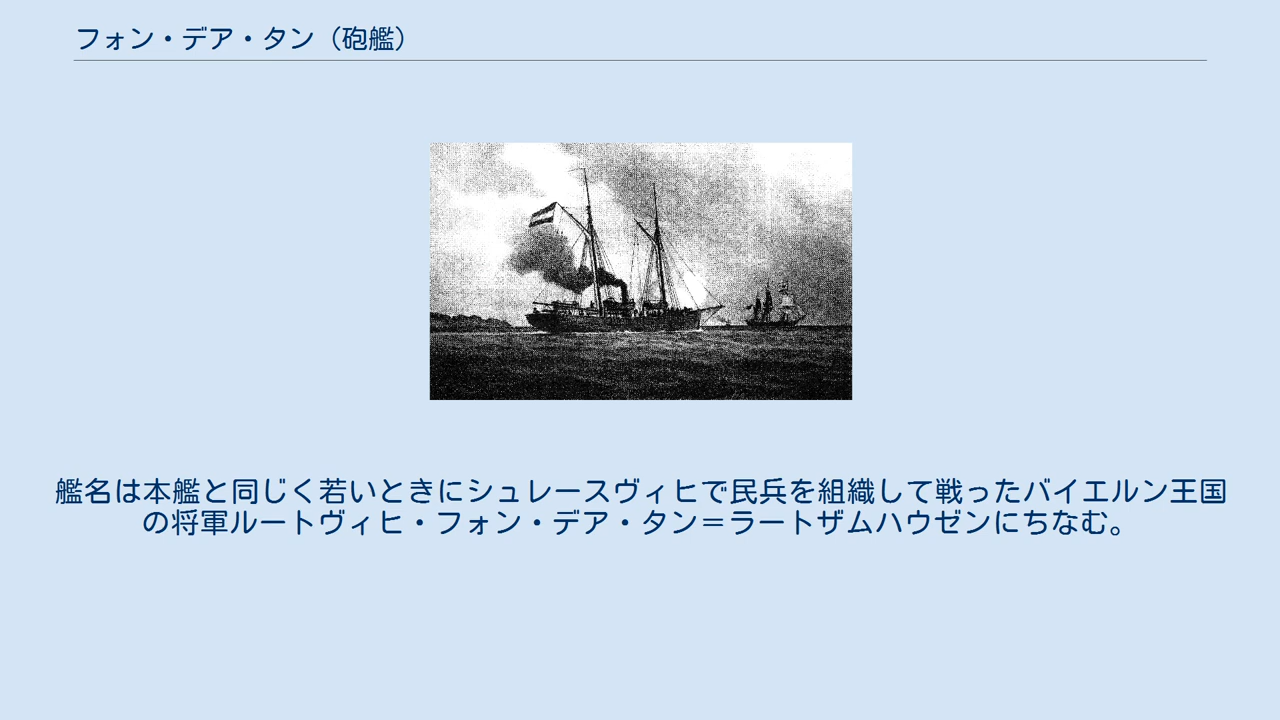 フォン・デア・タン（砲艦）
艦名は本艦と同じく若いときにシュレースヴィヒで民兵を組織して戦ったバイエルン王国
の将軍ルートヴィヒ・フォン・デア・タン＝ラートザムハウゼンにちなむ。